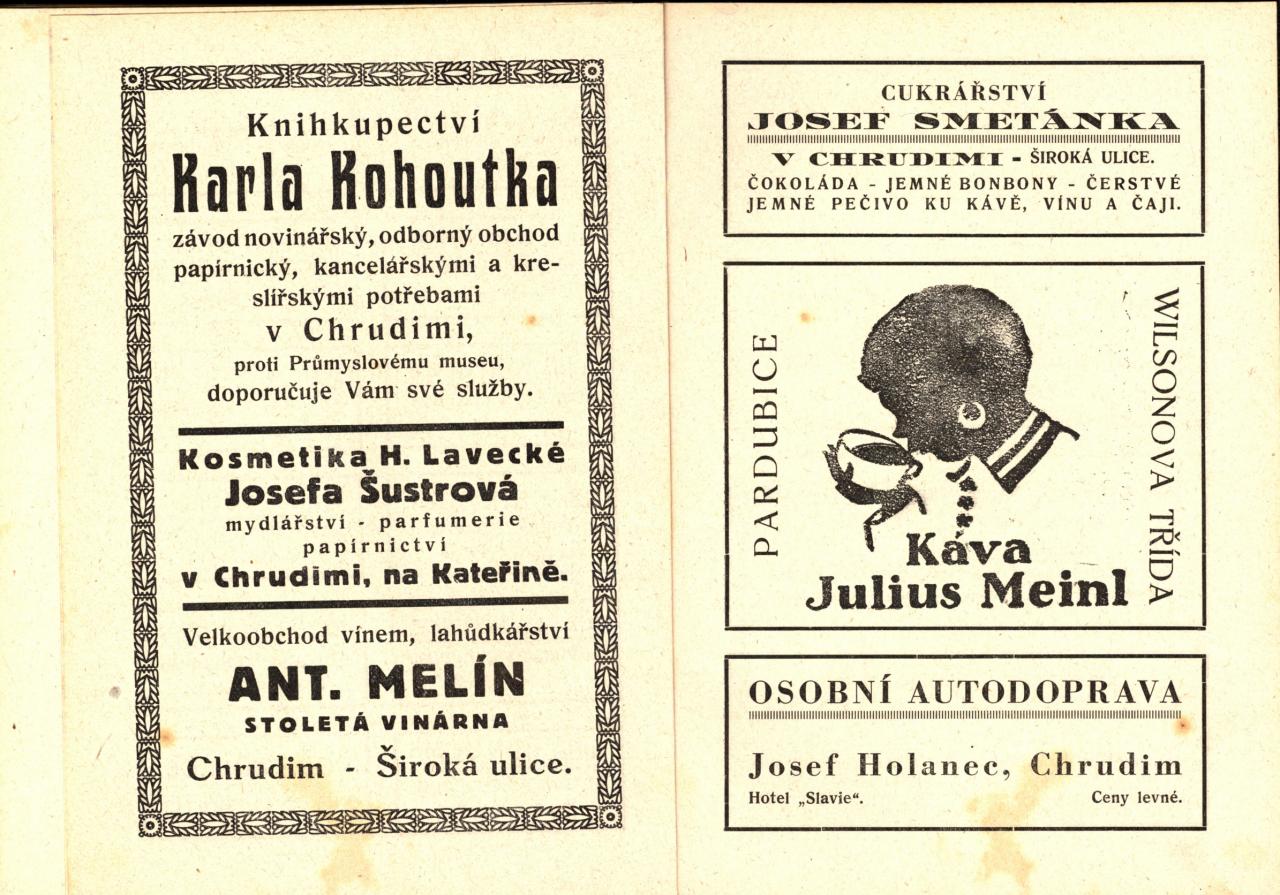 Knihkupectví
Karla Kohoutka
závod novinářský, odborný obchod
papírnický, kancelářskými a kre-
slířskými potřebami
v Chrudimi,
proti Průmyslovému museu,
doporučuje Vám své služby.
Kosmetika H. Lavecké
Josefa Šustrová
mydlářství - parfumerie
papírnictví
v Chrudimi, na Kateřině.
Velkoobchod vínem, lahůdkářství
ANT. MELÍN
STOLETÁ VINÁRNA
Chrudim - Široká ulice.
CUKRÁŘSTVÍ
JOSEF SMETÁNKA
V CHRUDIMI - ŠIROKÁ ULICE.
ČOKOLÁDA - JEMNÉ BONBONY - ČERSTVÉ
JEMNÉ PEČIVO KU KÁVĚ, VÍNU A ČAJI.
PARDUBICE
WILSONOVA TŘÍDA
Káva
Julius Meinl
OSOBNÍ AUTODOPRAVA
Josef Holanec, Chrudim
Hotel „Slavie“. Ceny levné.